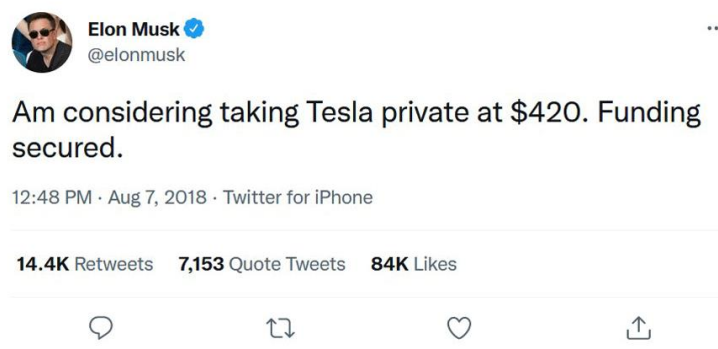 Elon Musk
@elonmusk
Am considering taking Tesla private at $420. Funding
secured.
12:48 PM · Aug 7, 2018 · Twitter for iPhone
14.4K Retweets 7,153 Quote Tweets 84K Likes